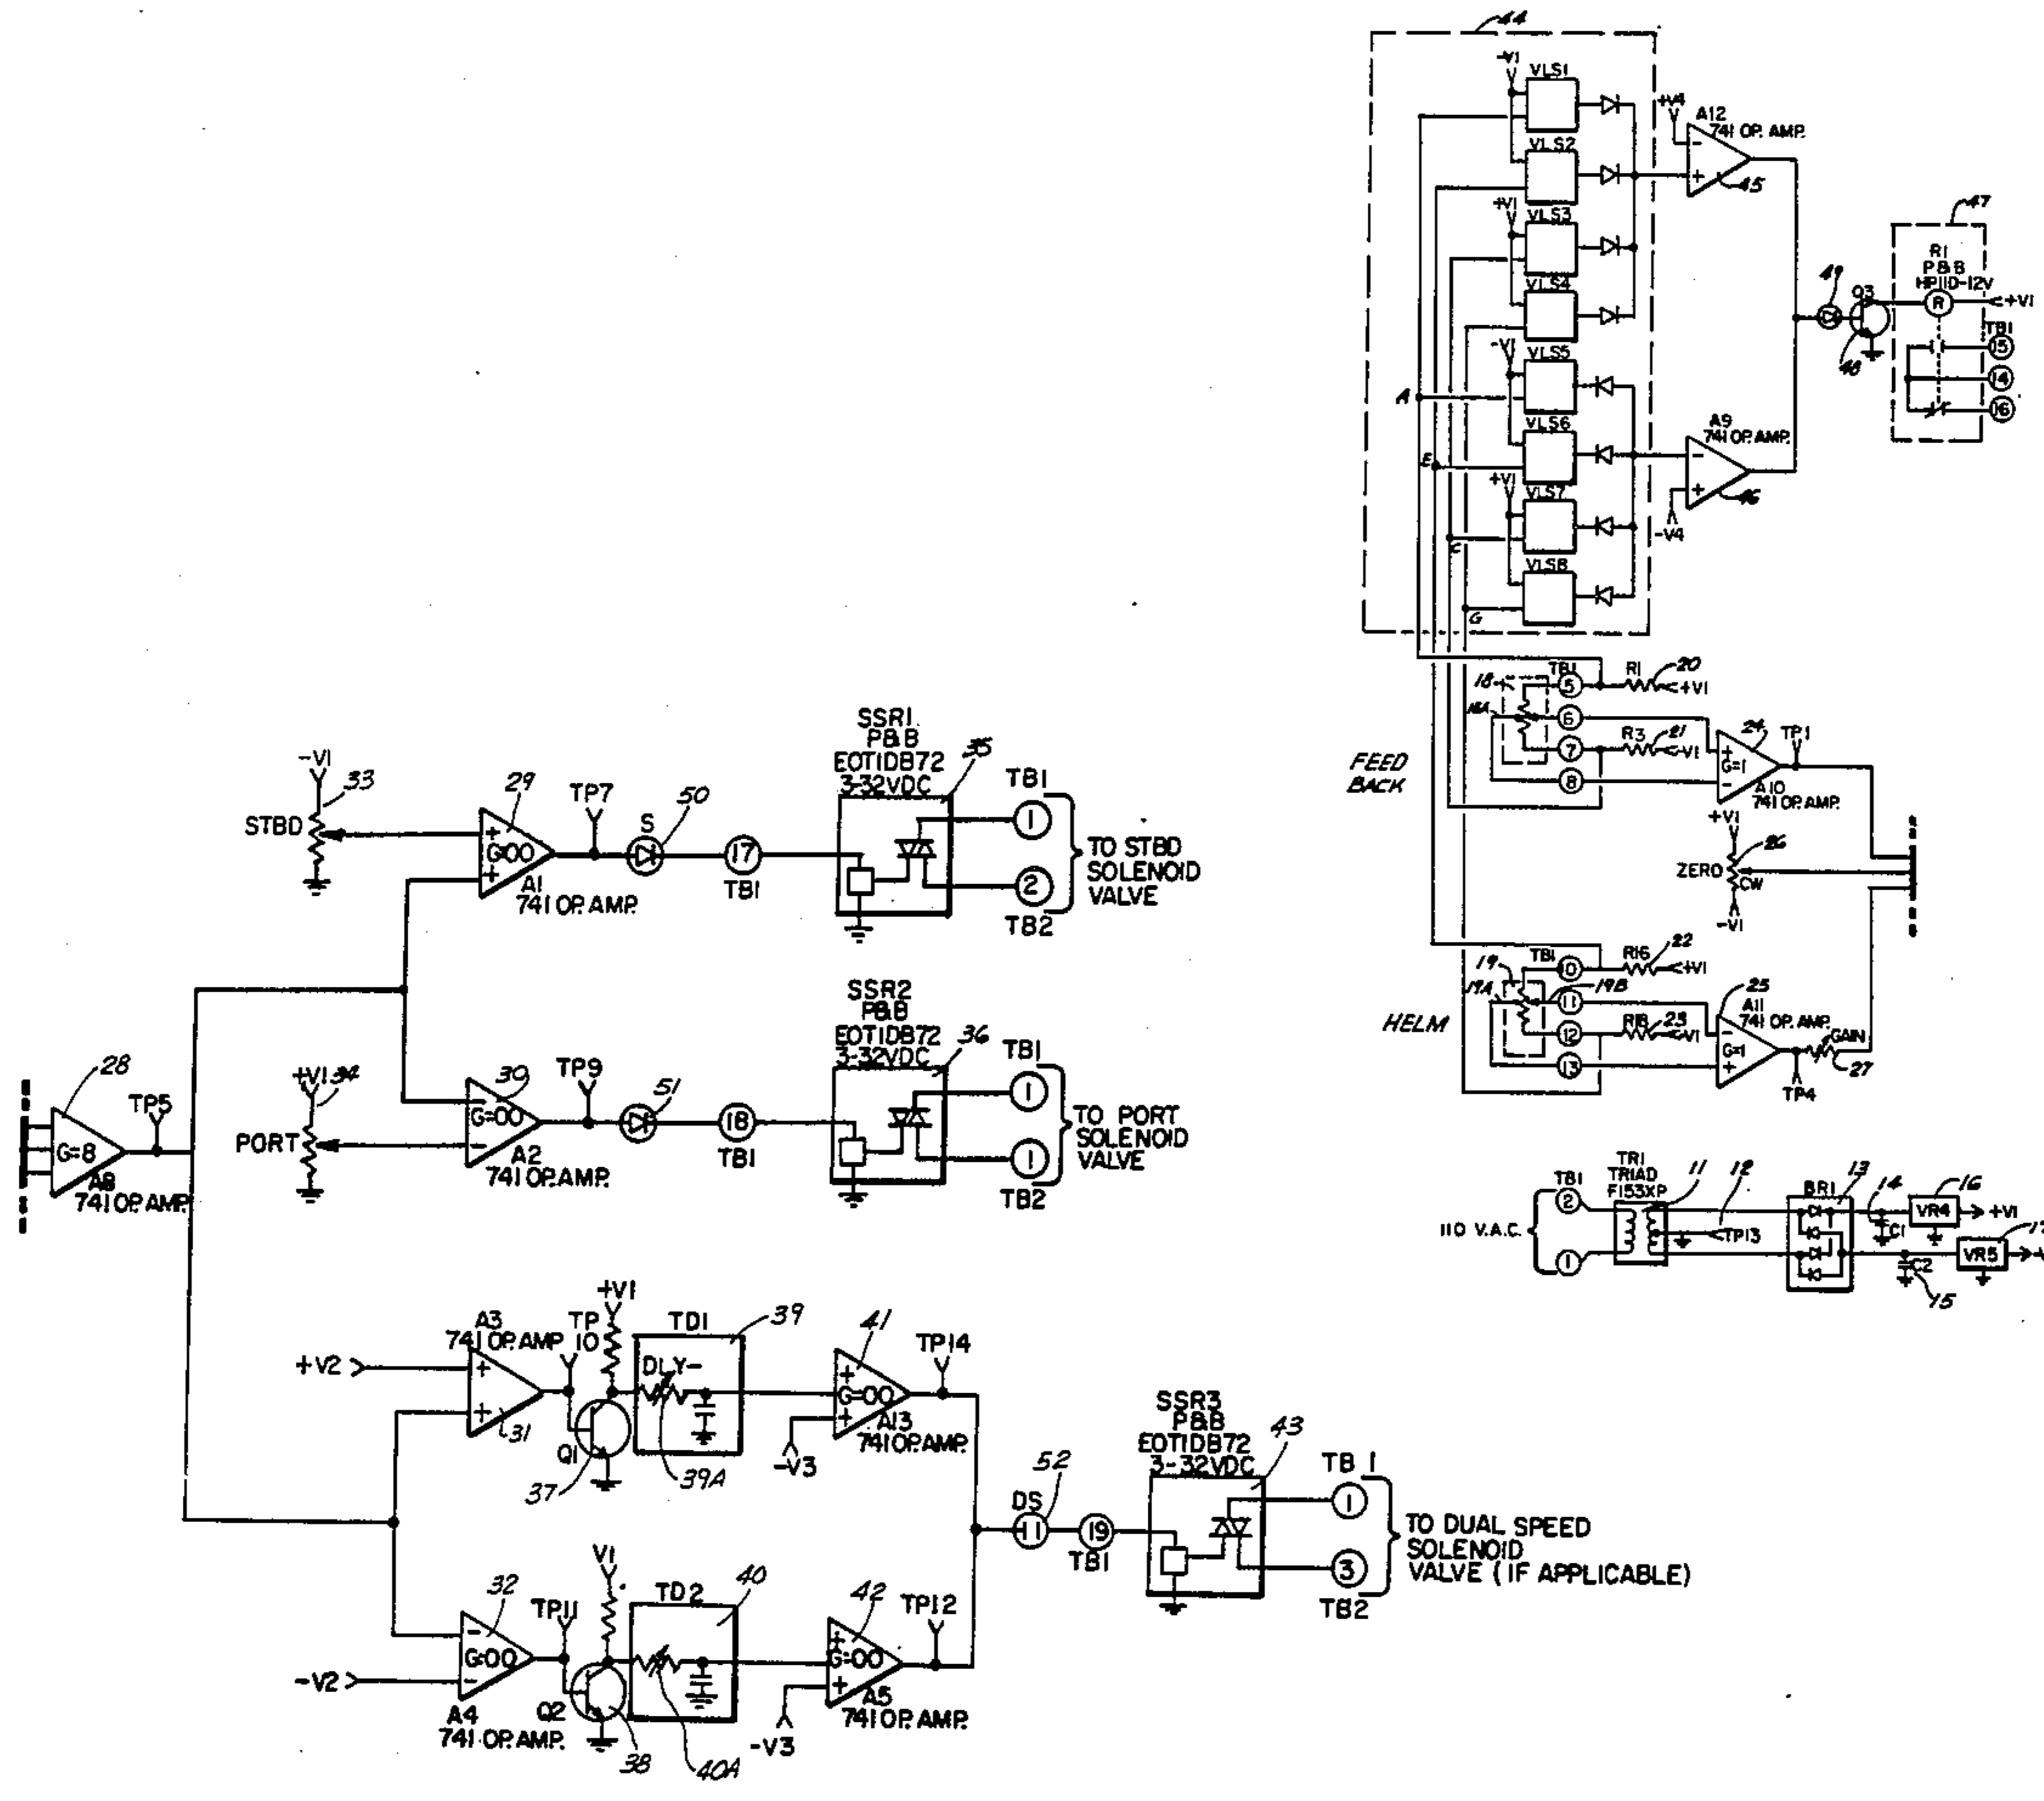 44
-V1
VLS1
+V4
A12
741 OP. AMP.
-
+
45
VLS2
+V1
VLS3
VLS4
-V1
VLS5
A
VLS6
E
+V1
VLS7
C
VLS8
G
A9
741 OP. AMP.
-
+
46
-V4
47
R1
P&B
HP11D-12V
R
+V1
49
Q3
48
TB1
15
14
16
FEED
BACK
18
18A
TB1
5
R1
20
+V1
6
7
R3
21
-V1
8
24
TP1
+
G=1
-
A10
741 OP. AMP.
+V1
26
ZERO
CW
-V1
HELM
19
19A
TB1
10
R16
22
+V1
19B
11
12
R18
23
-V1
13
25
A11
741 OP. AMP.
-
G=1
+
GAIN
27
TP4
110 V.A.C.
TB1
2
1
TR1
TRIAD
F153XP
11
12
TP13
BR1
13
14
C1
16
VR4
+V1
C2
15
VR5
-V1
33
STBD
29
+
G=00
+
A1
741 OP. AMP.
TP7
S
50
17
TB1
SSR1
P&B
EOT1DB72
3-32VDC
35
TB1
1
2
TB2
TO STBD
SOLENOID
VALVE
28
G=8
A8
741 OP. AMP.
TP5
+V1
34
PORT
30
-
G=00
-
A2
741 OP. AMP.
TP9
51
18
TB1
SSR2
P&B
EOT1DB72
3-32VDC
36
TB1
1
1
TB2
TO PORT
SOLENOID
VALVE
+V2
A3
741 OP. AMP.
+
+
31
TP
10
+V1
Q1
37
TD1
39
DLY-
39A
41
+
G=00
+
A13
741 OP. AMP.
-V3
TP14
-V2
32
-
G=00
-
A4
741 OP. AMP.
TP11
V1
Q2
38
TD2
40
40A
42
+
G=00
+
A5
741 OP. AMP.
-V3
TP12
DS
52
19
TB1
SSR3
P&B
EOT1DB72
3-32VDC
43
TB 1
1
3
TB2
TO DUAL SPEED
SOLENOID
VALVE ( IF APPLICABLE)